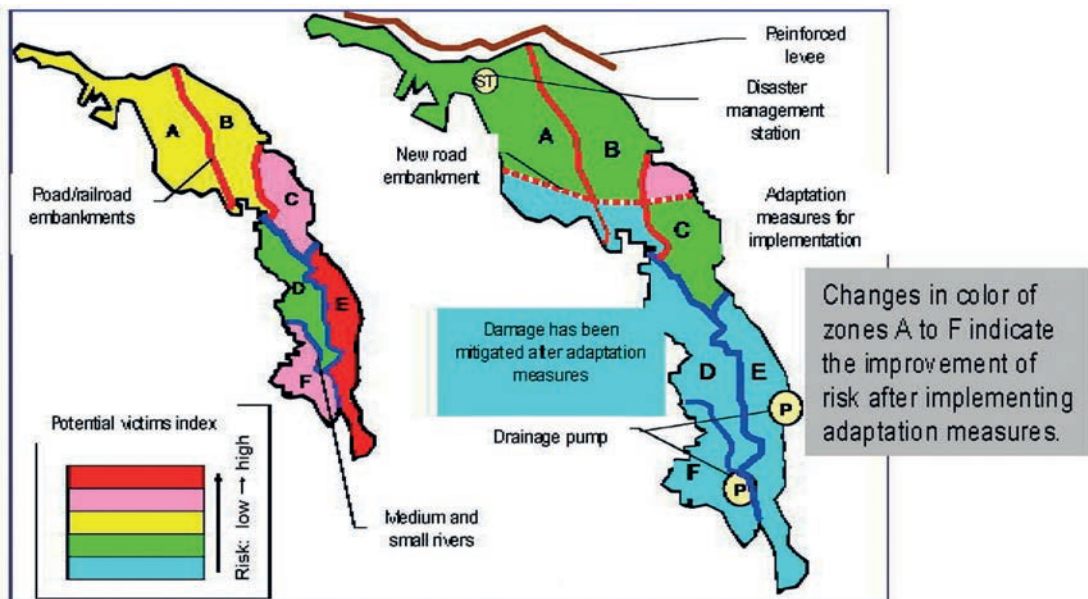 A
B
C
D
E
F
Poad/railroad
embankments
Potential victims index
Risk: low → high
Medium and
small rivers
ST
A
B
C
D
E
F
P
P
New road
embankment
Reinforced
levee
Disaster
management
station
Adaptation
measures for
implementation
Damage has been
mitigated after adaptation
measures
Drainage pump
Changes in color of
zones A to F indicate
the improvement of
risk after implementing
adaptation measures.